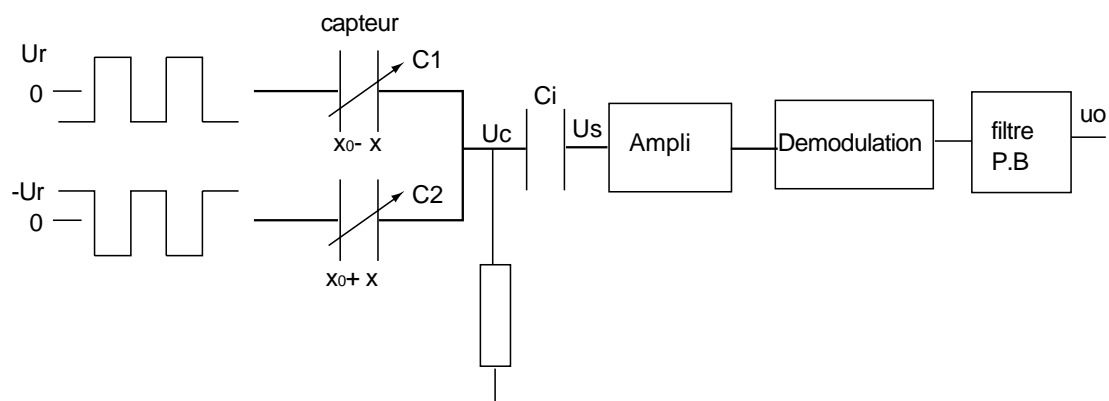 capteur
Ur
0
C1
x0- x
Ci
Uc
Us
Ampli
Demodulation
filtre
P.B
uo
-Ur
0
C2
x0+ x